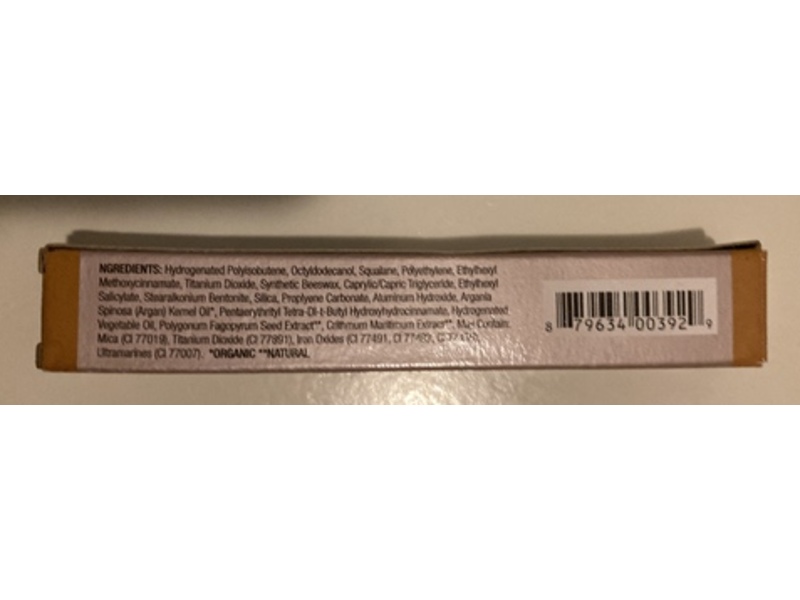 NGREDIENTS: Hydrogenated Polyisobutene, Octyldodecanol, Squalane, Polyethylene, Ethylhexyl
Methoxycinnamate, Titanium Dioxide, Synthetic Beeswax, Caprylic/Capric Triglyceride, Ethylhexyl
Salicylate, Stearalkonium Bentonite, Silica, Propylene Carbonate, Aluminum Hydroxide, Argania
Spinosa (Argan) Kernel Oil*, Pentaerythrityl Tetra-Di-t-Butyl Hydroxyhydrocinnamate, Hydrogenated
Vegetable Oil, Polygonum Fagopyrum Seed Extract**, Crithmum Maritimum Extract**. May Contain:
Mica (CI 77019), Titanium Dioxide (CI 77891), Iron Oxides (CI 77491,
Ultramarines (CI 77007). *ORGANIC **NATURAL
8 79634 00392 9